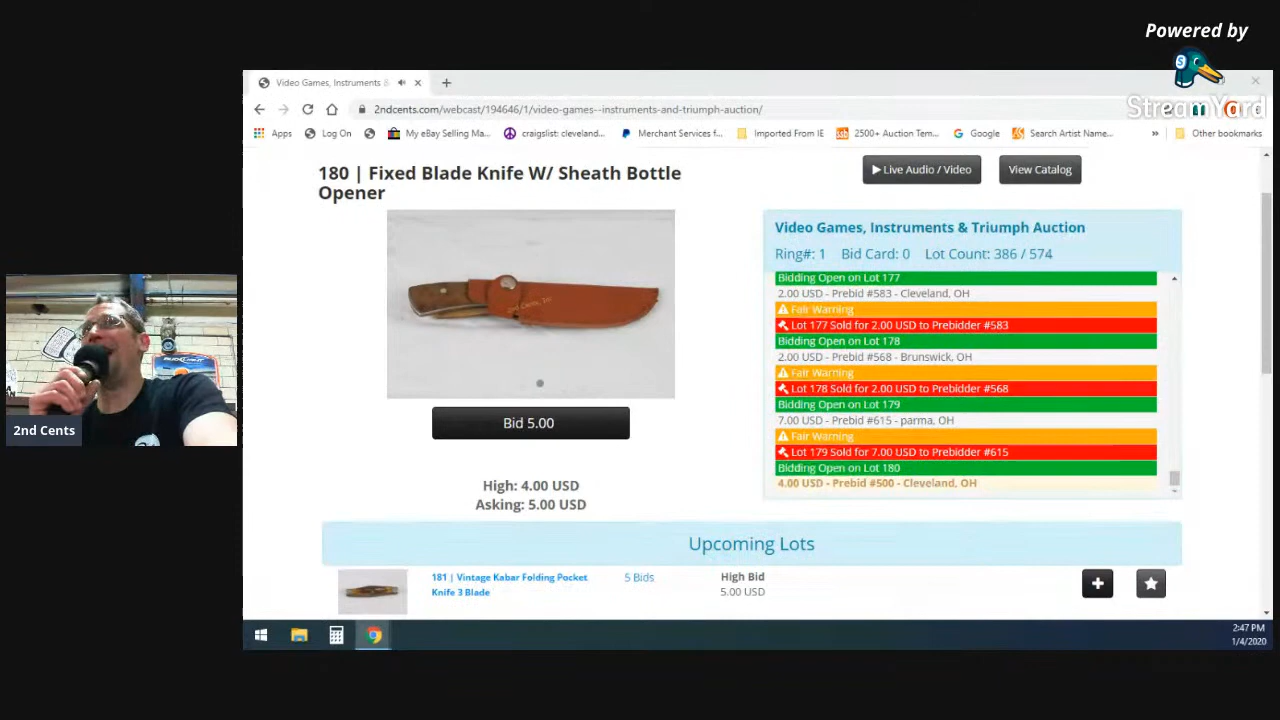 Powered by
StreamYard
Video Games, Instruments &
2ndcents.com/webcast/194646/1/video-games--instruments-and-triumph-auction/
Apps
Log On
My eBay Selling Ma...
craigslist: cleveland...
Merchant Services f...
Imported From IE
2500+ Auction Tem...
Google
Search Artist Name...
»
Other bookmarks
180 | Fixed Blade Knife W/ Sheath Bottle
Opener
Live Audio / Video
View Catalog
Video Games, Instruments & Triumph Auction
Ring#: 1 Bid Card: 0 Lot Count: 386 / 574
Bidding Open on Lot 177
2.00 USD - Prebid #583 - Cleveland, OH
Fair Warning
Lot 177 Sold for 2.00 USD to Prebidder #583
Bidding Open on Lot 178
2.00 USD - Prebid #568 - Brunswick, OH
Fair Warning
Lot 178 Sold for 2.00 USD to Prebidder #568
Bidding Open on Lot 179
7.00 USD - Prebid #615 - parma, OH
Fair Warning
Lot 179 Sold for 7.00 USD to Prebidder #615
Bidding Open on Lot 180
4.00 USD - Prebid #500 - Cleveland, OH
Bid 5.00
High: 4.00 USD
Asking: 5.00 USD
2nd Cents
Upcoming Lots
181 | Vintage Kabar Folding Pocket
Knife 3 Blade
5 Bids
High Bid
5.00 USD
2:47 PM
1/4/2020